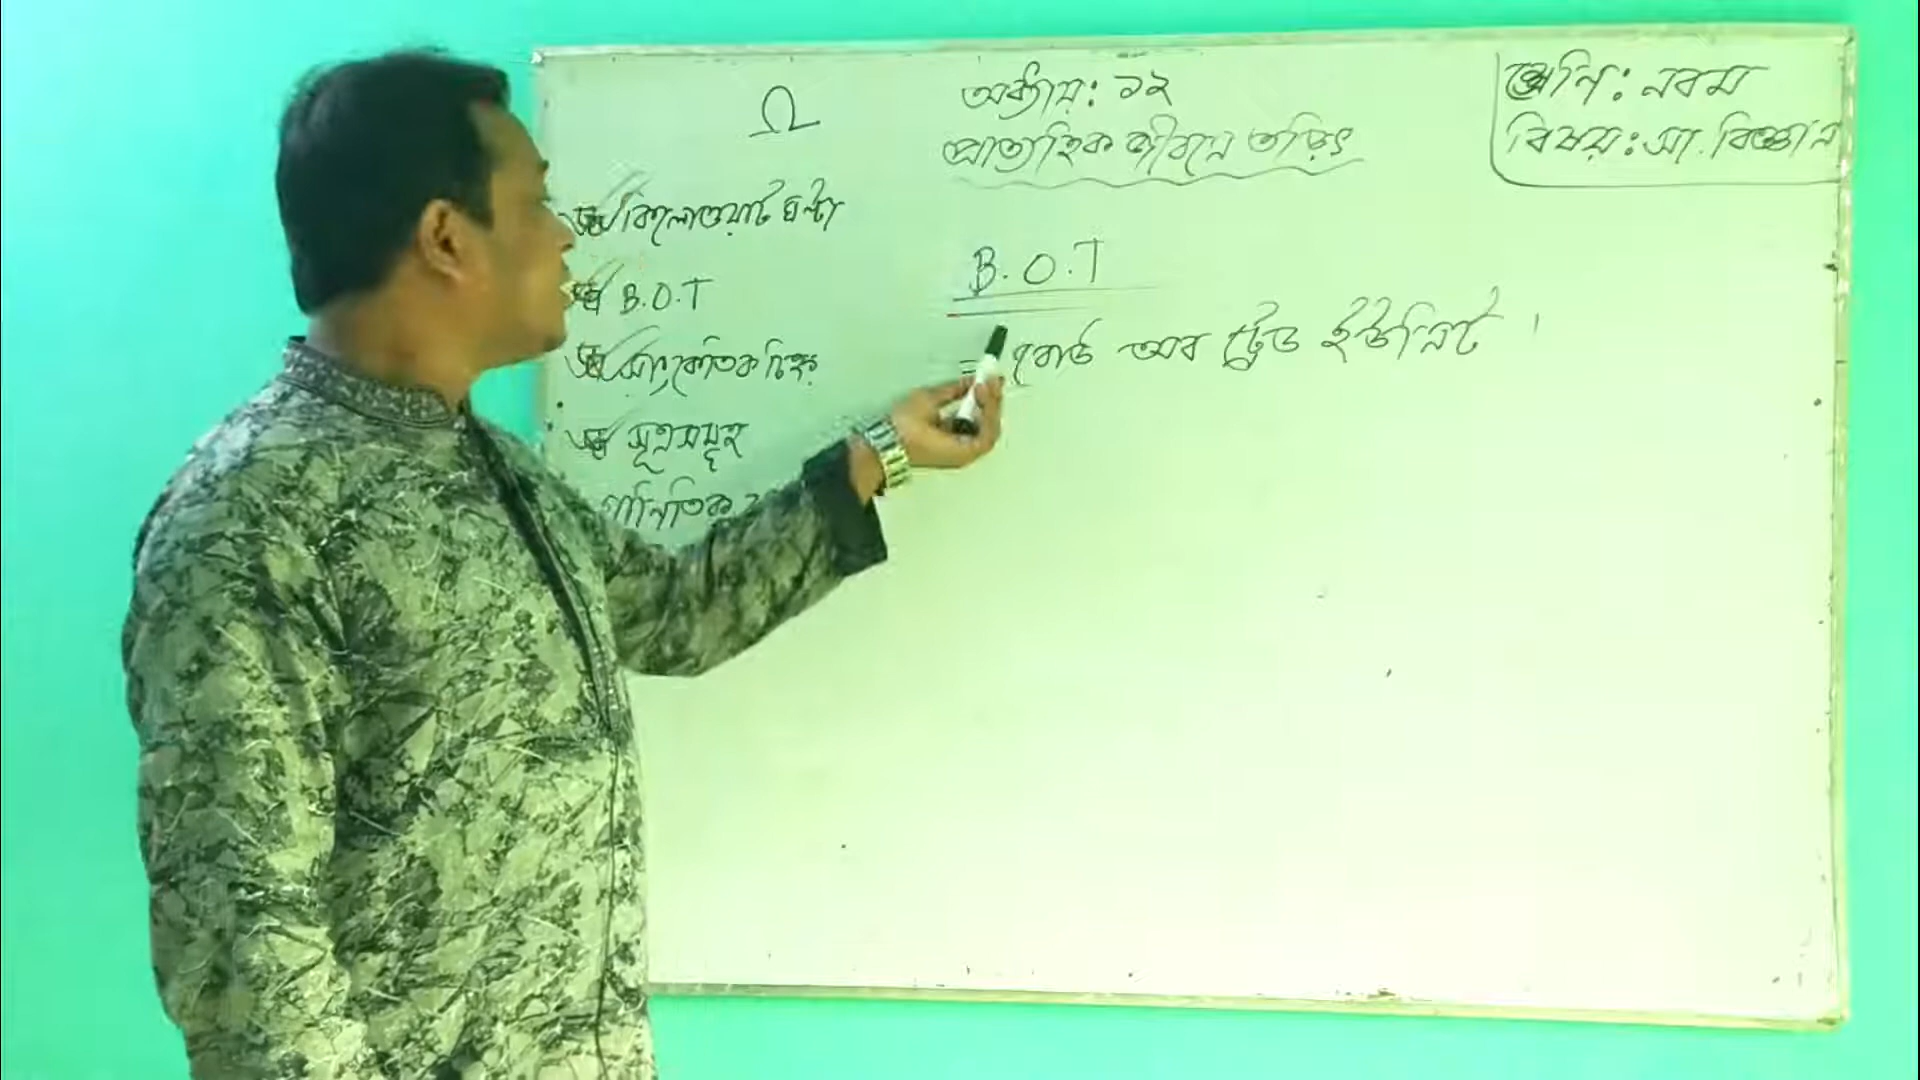 Ω
অধ্যায়: ১২
প্রাত্যহিক জীবনে তড়িৎ
শ্রেণি: নবম
বিষয়: সা. বিজ্ঞান
কিলোওয়াট ঘন্টা
B.O.T
সাংকেতিক চিহ্ন
সূত্রসমূহ
গানিতিক
B.O.T
= বোর্ড অব ট্রেড ইউনিট।